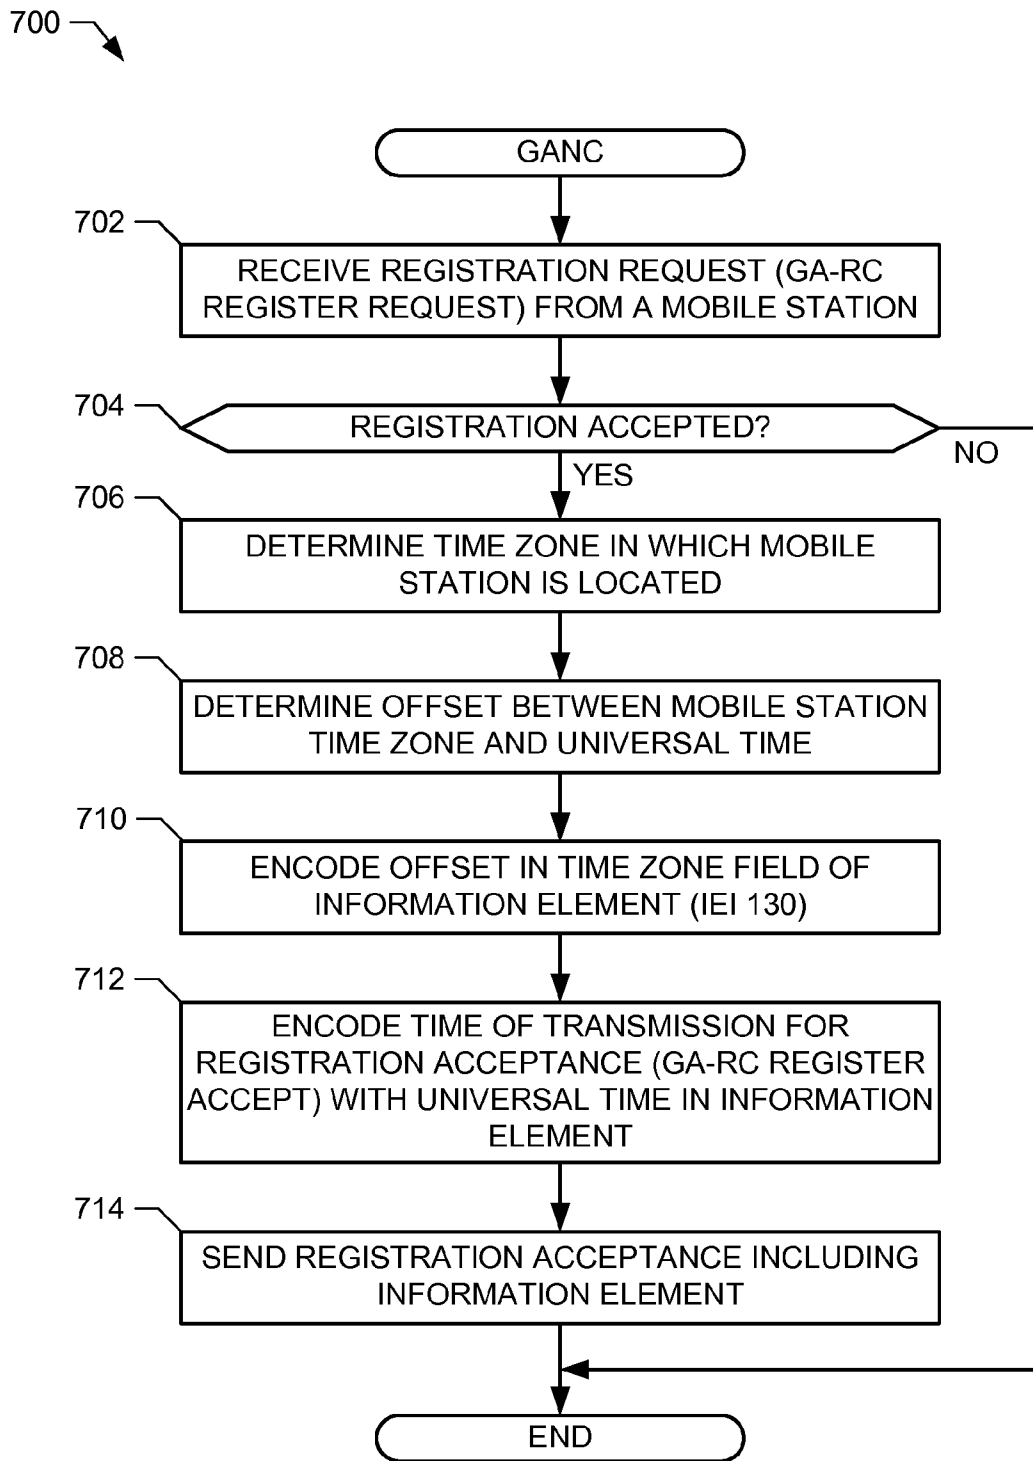 700
GANC
702
RECEIVE REGISTRATION REQUEST (GA-RC
REGISTER REQUEST) FROM A MOBILE STATION
704
REGISTRATION ACCEPTED?
NO
YES
706
DETERMINE TIME ZONE IN WHICH MOBILE
STATION IS LOCATED
708
DETERMINE OFFSET BETWEEN MOBILE STATION
TIME ZONE AND UNIVERSAL TIME
710
ENCODE OFFSET IN TIME ZONE FIELD OF
INFORMATION ELEMENT (IEI 130)
712
ENCODE TIME OF TRANSMISSION FOR
REGISTRATION ACCEPTANCE (GA-RC REGISTER
ACCEPT) WITH UNIVERSAL TIME IN INFORMATION
ELEMENT
714
SEND REGISTRATION ACCEPTANCE INCLUDING
INFORMATION ELEMENT
END